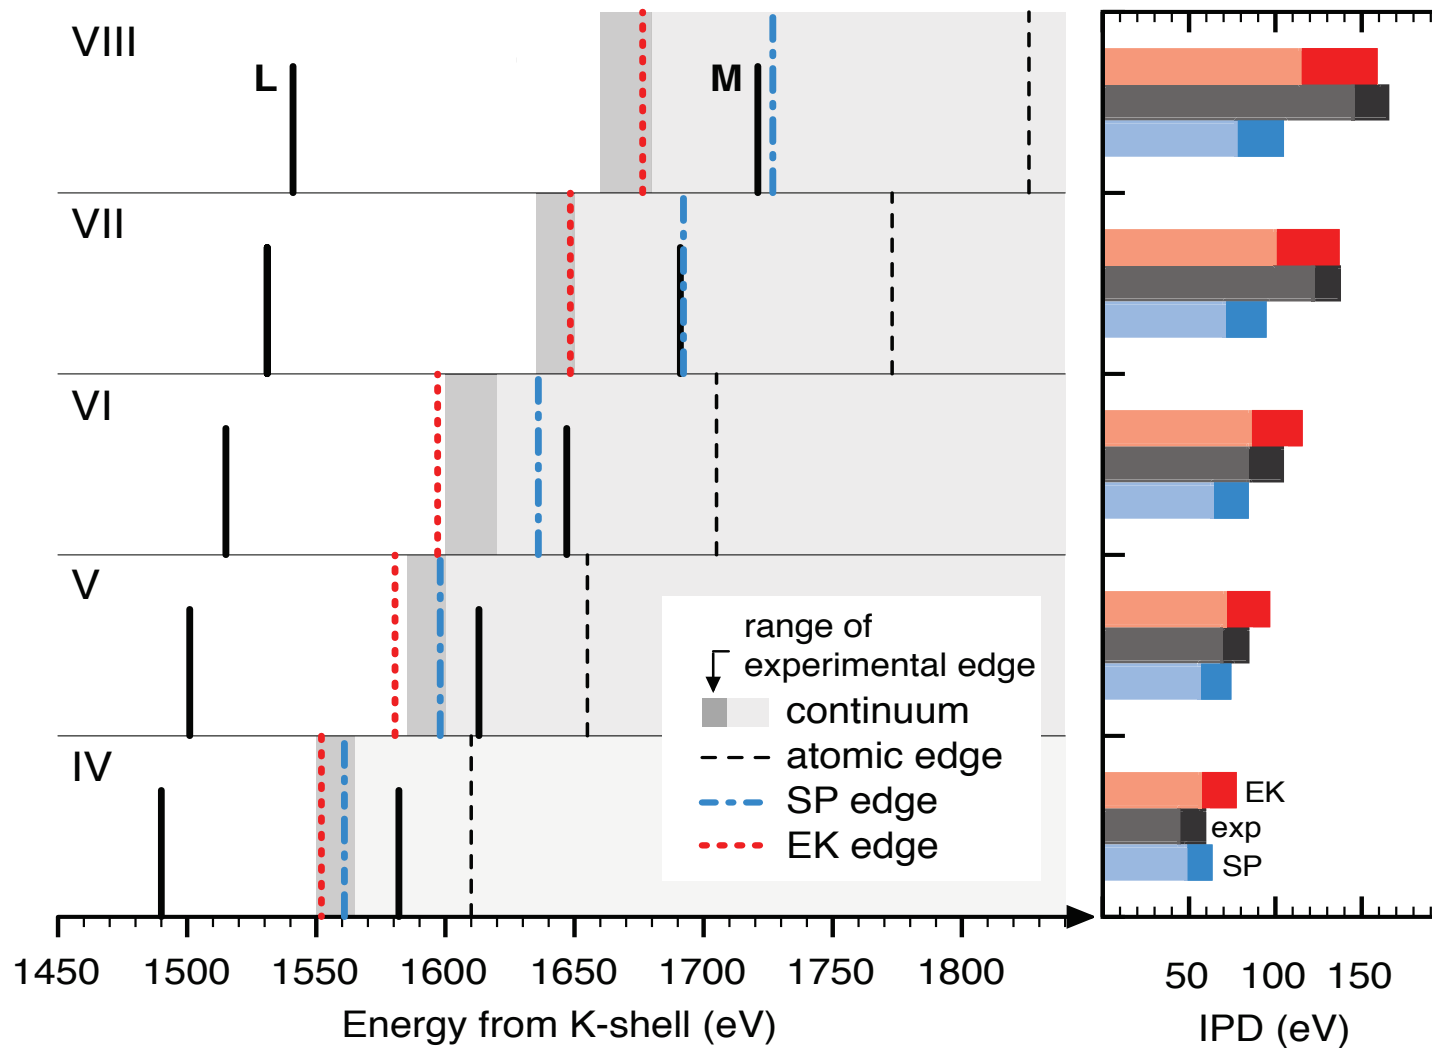 VIII
L
M
VII
VI
V
IV
range of
experimental edge
continuum
atomic edge
SP edge
EK edge
EK
exp
SP
1450 1500 1550 1600 1650 1700 1750 1800
Energy from K-shell (eV)
50 100 150
IPD (eV)